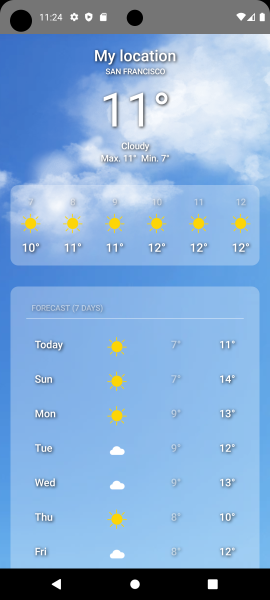 11:24
My location
SAN FRANCISCO
11°
Cloudy
Max. 11° Min. 7°
7 8 9 10 11 12
10° 11° 11° 12° 12° 12°
FORECAST (7 DAYS)
Today 7° 11°
Sun 7° 14°
Mon 9° 13°
Tue 9° 12°
Wed 9° 13°
Thu 8° 10°
Fri 8° 12°